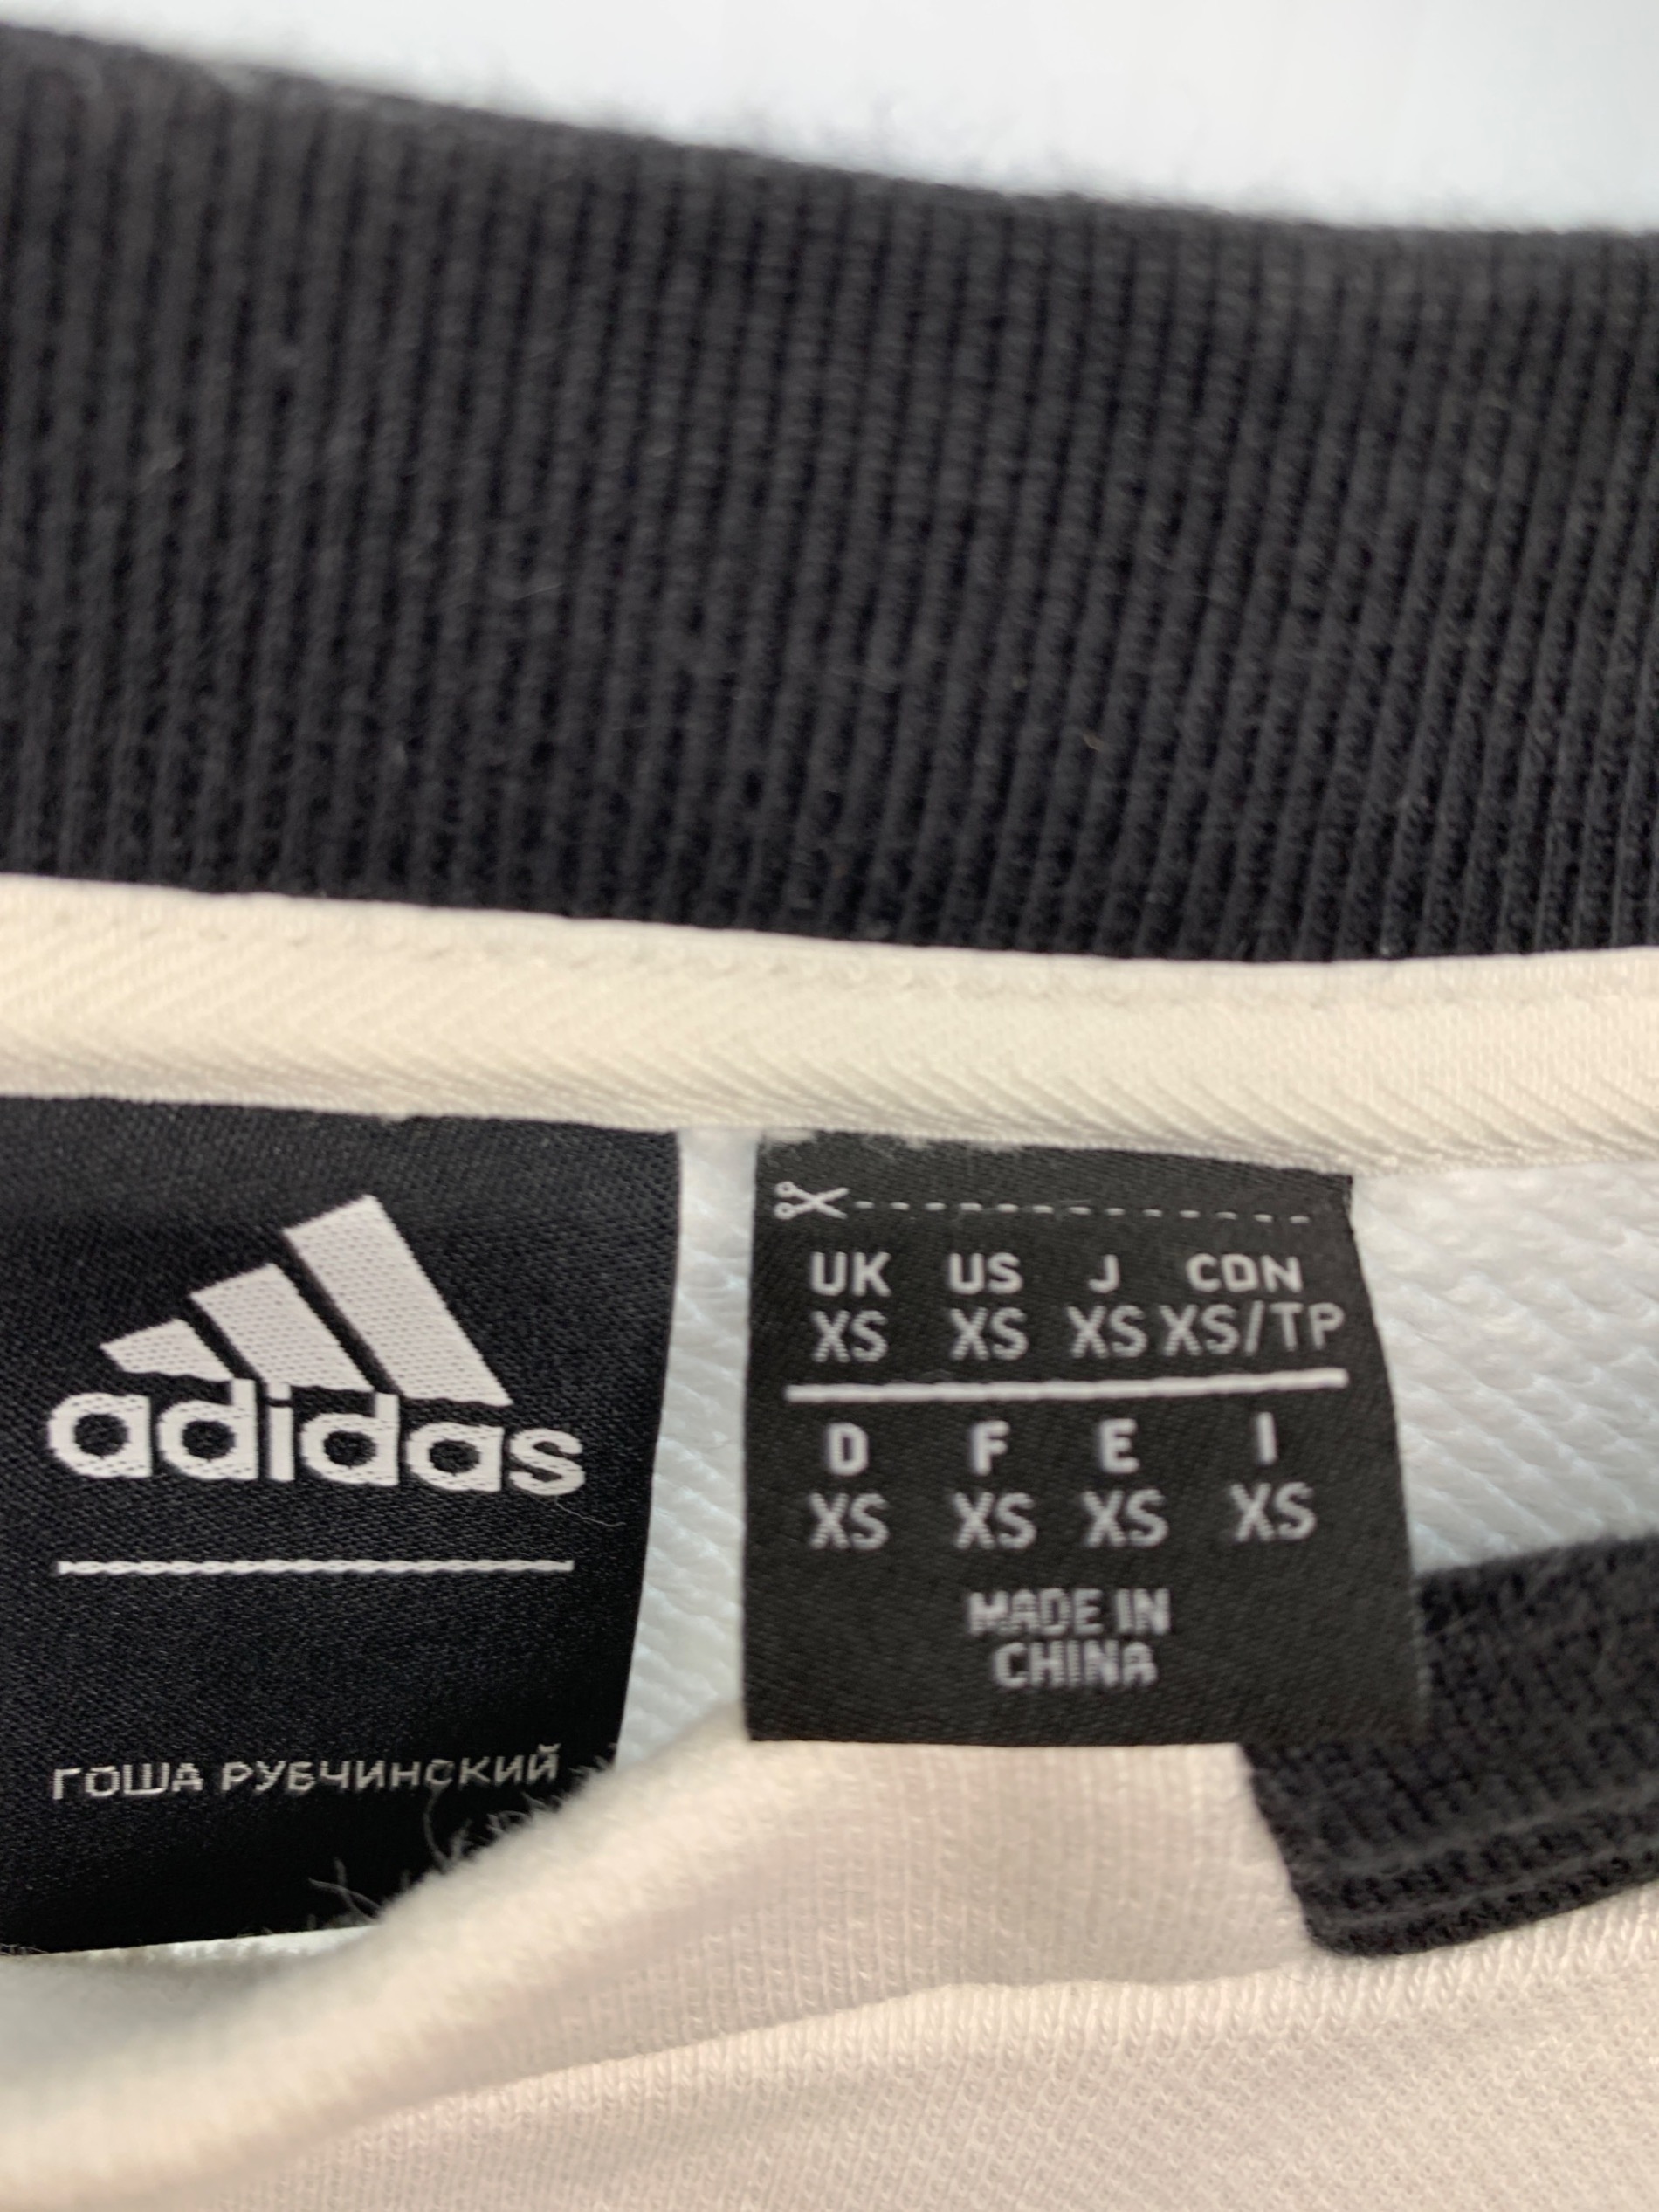 adidas
ГОША РУБЧИНСКИЙ
UK US J CDN
XS XS XS XS/TP
D F E I
XS XS XS XS
MADE IN
CHINA